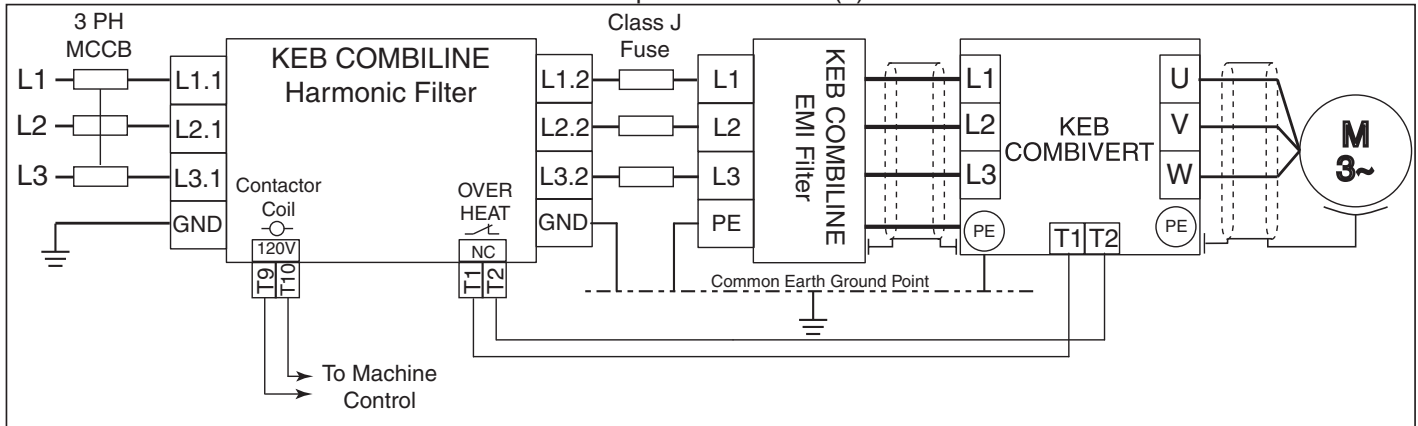 3 PH
MCCB
L1
L2
L3
L1.1
L2.1
L3.1
GND
KEB COMBILINE
Harmonic Filter
Contactor
Coil
120V
T9
T10
OVER
HEAT
NC
T1
T2
L1.2
L2.2
L3.2
GND
To Machine
Control
Class J
Fuse
L1
L2
L3
PE
KEB COMBILINE
EMI Filter
Common Earth Ground Point
L1
L2
L3
PE
KEB
COMBIVERT
T1
T2
U
V
W
PE
M
3~